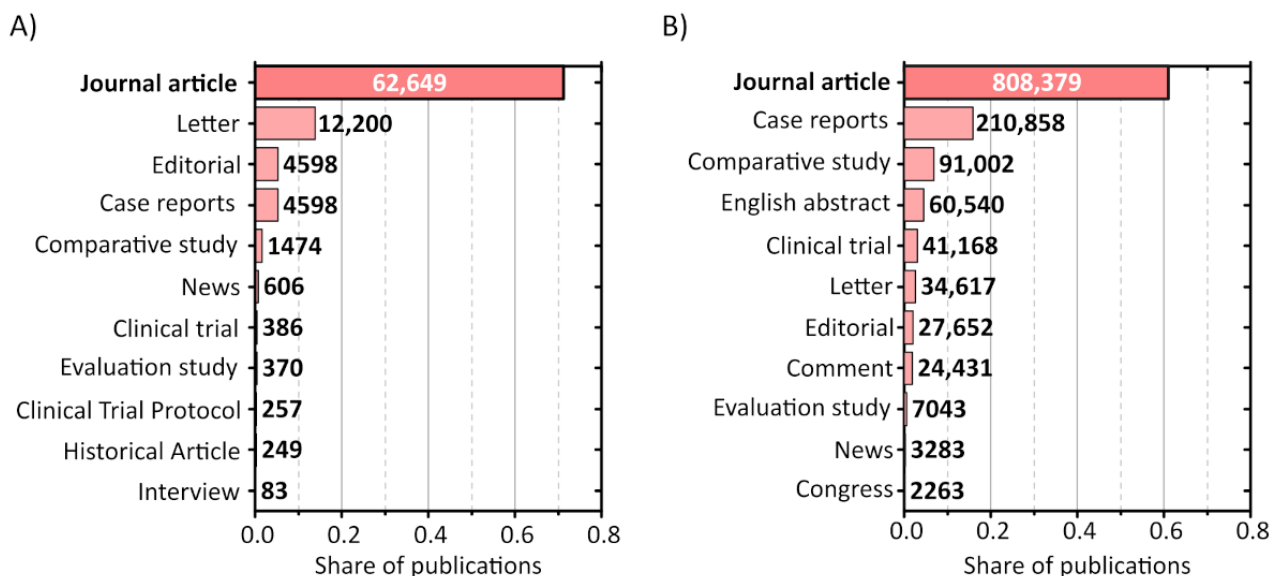 A)
Journal article 62,649
Letter 12,200
Editorial 4598
Case reports 4598
Comparative study 1474
News 606
Clinical trial 386
Evaluation study 370
Clinical Trial Protocol 257
Historical Article 249
Interview 83
0.0 0.2 0.4 0.6 0.8
Share of publications
B)
Journal article 808,379
Case reports 210,858
Comparative study 91,002
English abstract 60,540
Clinical trial 41,168
Letter 34,617
Editorial 27,652
Comment 24,431
Evaluation study 7043
News 3283
Congress 2263
0.0 0.2 0.4 0.6 0.8
Share of publications